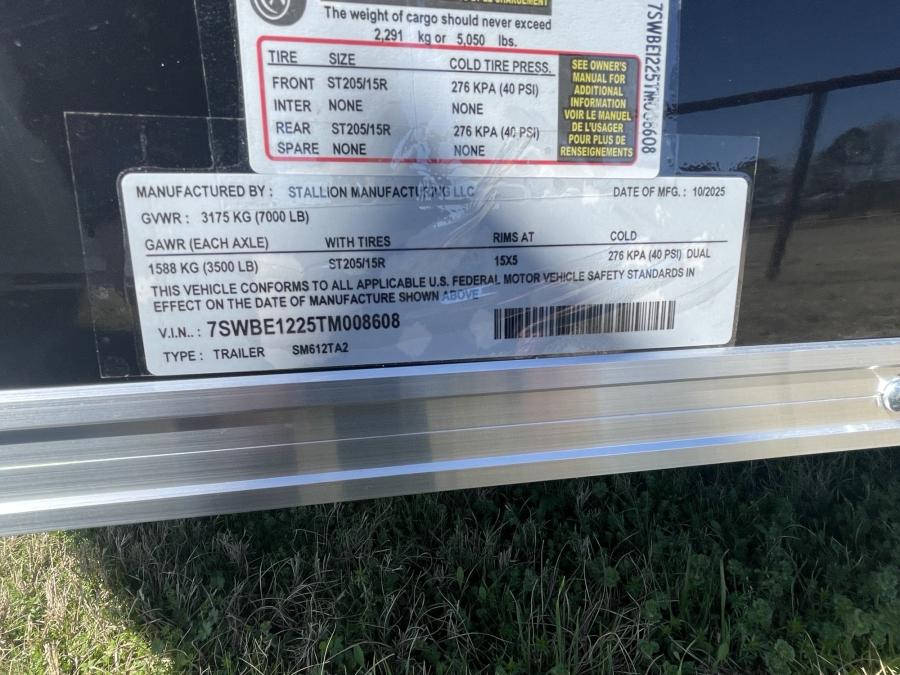 The weight of cargo should never exceed
2,291 kg or 5,050 lbs.
TIRE SIZE COLD TIRE PRESS.
FRONT ST205/15R 276 KPA (40 PSI)
INTER NONE NONE
REAR ST205/15R 276 KPA (40 PSI)
SPARE NONE NONE
SEE OWNER'S
MANUAL FOR
ADDITIONAL
INFORMATION
VOIR LE MANUEL
DE L'USAGER
POUR PLUS DE
RENSEIGNEMENTS
7SWBE1225TM008608
MANUFACTURED BY : STALLION MANUFACTURING LLC DATE OF MFG. : 10/2025
GVWR : 3175 KG (7000 LB)
GAWR (EACH AXLE) WITH TIRES RIMS AT COLD
1588 KG (3500 LB) ST205/15R 15X5 276 KPA (40 PSI) DUAL
THIS VEHICLE CONFORMS TO ALL APPLICABLE U.S. FEDERAL MOTOR VEHICLE SAFETY STANDARDS IN
EFFECT ON THE DATE OF MANUFACTURE SHOWN ABOVE
V.I.N.. : 7SWBE1225TM008608
TYPE : TRAILER SM612TA2